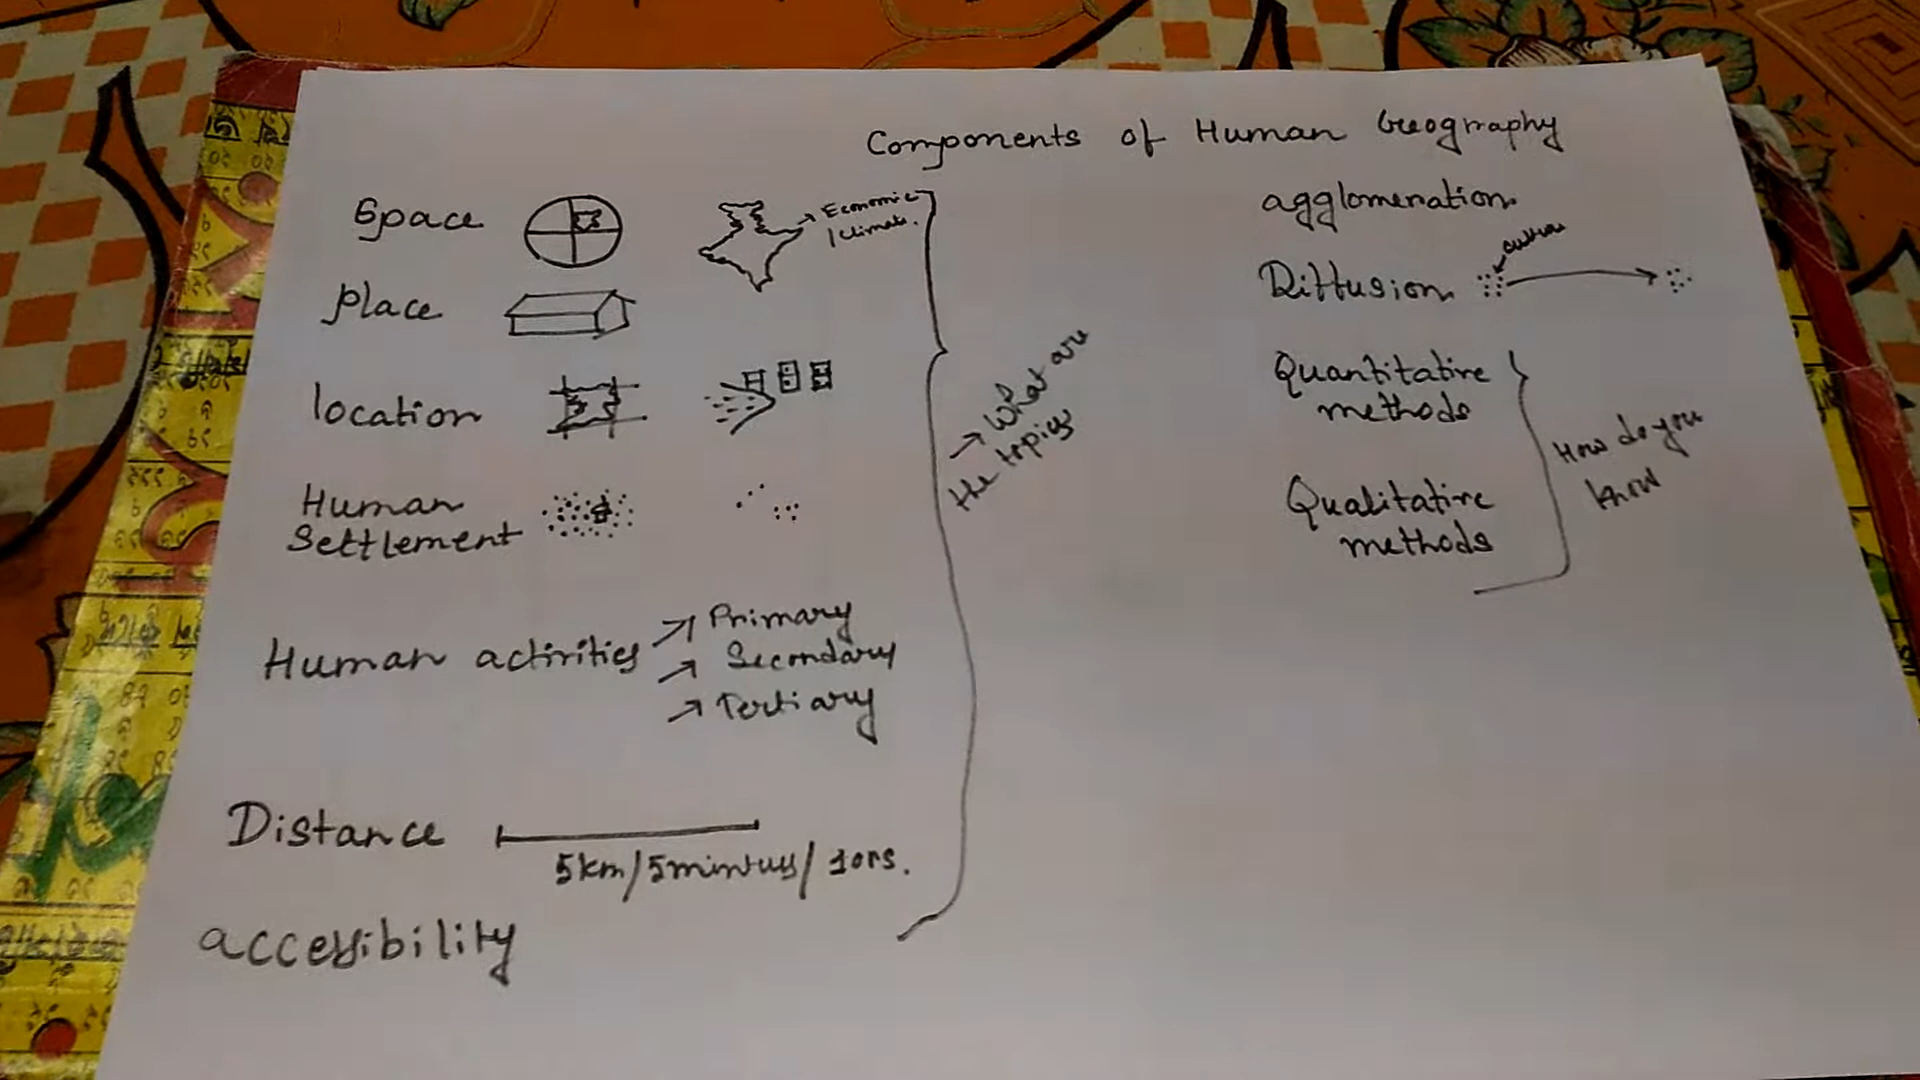 Components of Human Geography
Space
Economic
/climate.
place
location
Human
Settlement
Human activities
Primary
Secondary
Tertiary
Distance
5km/5minutes/
accessibility
→ What are
the topics
agglomeration
Diffusion
Quantitative
methods
Qualitative
methods
How do you
know